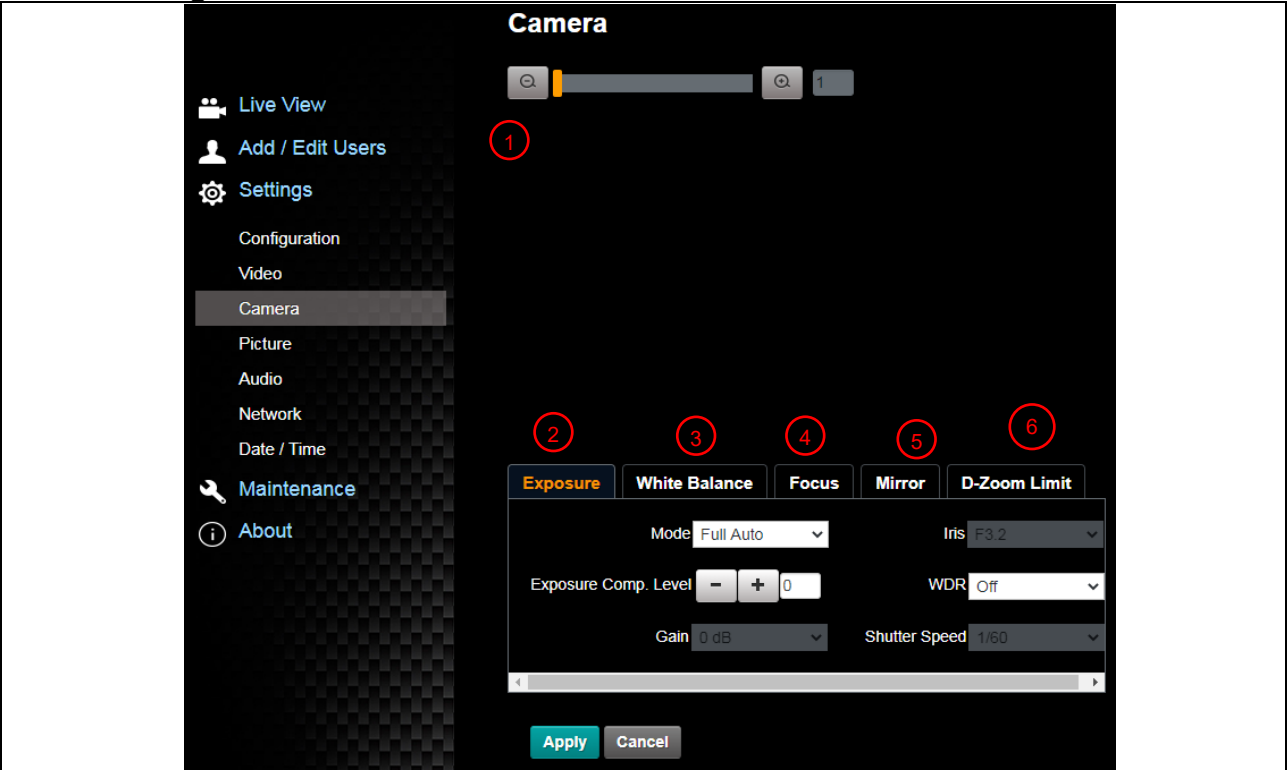 Camera
1
Live View
Add / Edit Users
1
Settings
Configuration
Video
Camera
Picture
Audio
Network
Date / Time
Maintenance
About
2
3
4
5
6
Exposure
White Balance
Focus
Mirror
D-Zoom Limit
Mode Full Auto
Iris F3.2
Exposure Comp. Level - + 0
WDR Off
Gain 0 dB
Shutter Speed 1/60
Apply
Cancel